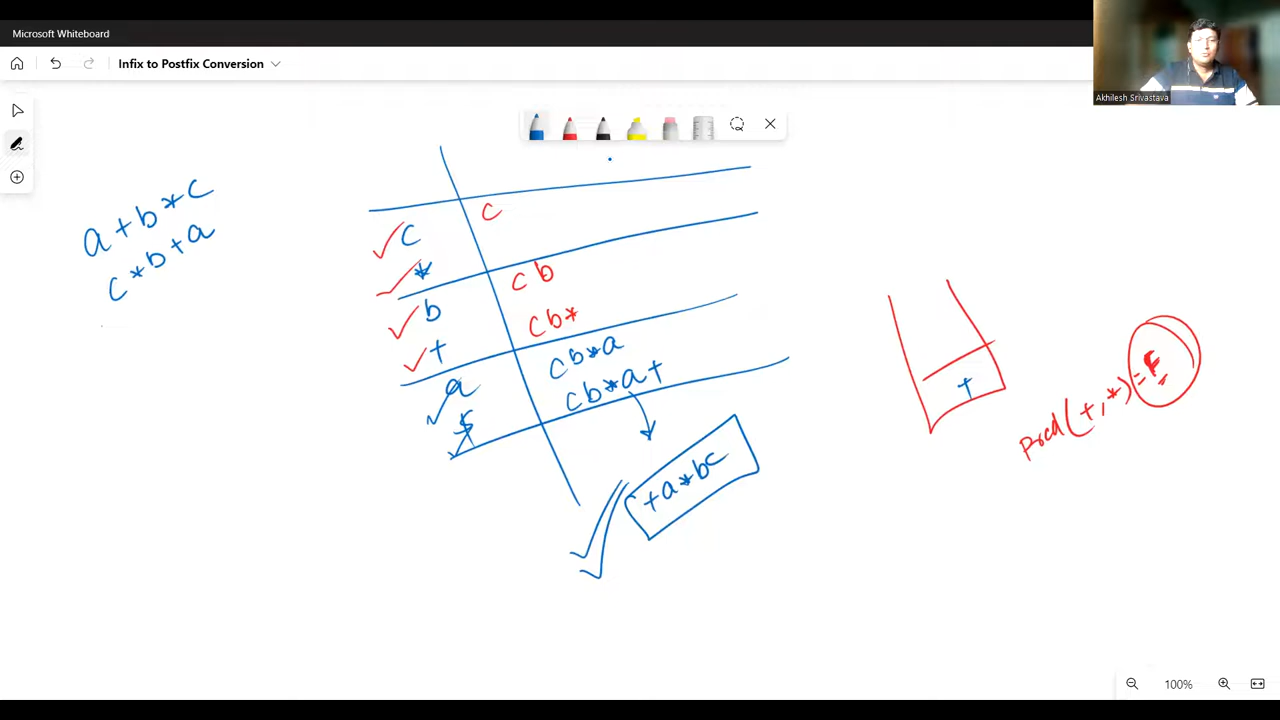 Microsoft Whiteboard
Infix to Postfix Conversion
Akhilesh Srivastava
a+b*c
c*b+a
c c
*
b cb
+ cb*
a cb*a
$ cb*a+
+a*bc
+
prcd(+,*)=F
100%